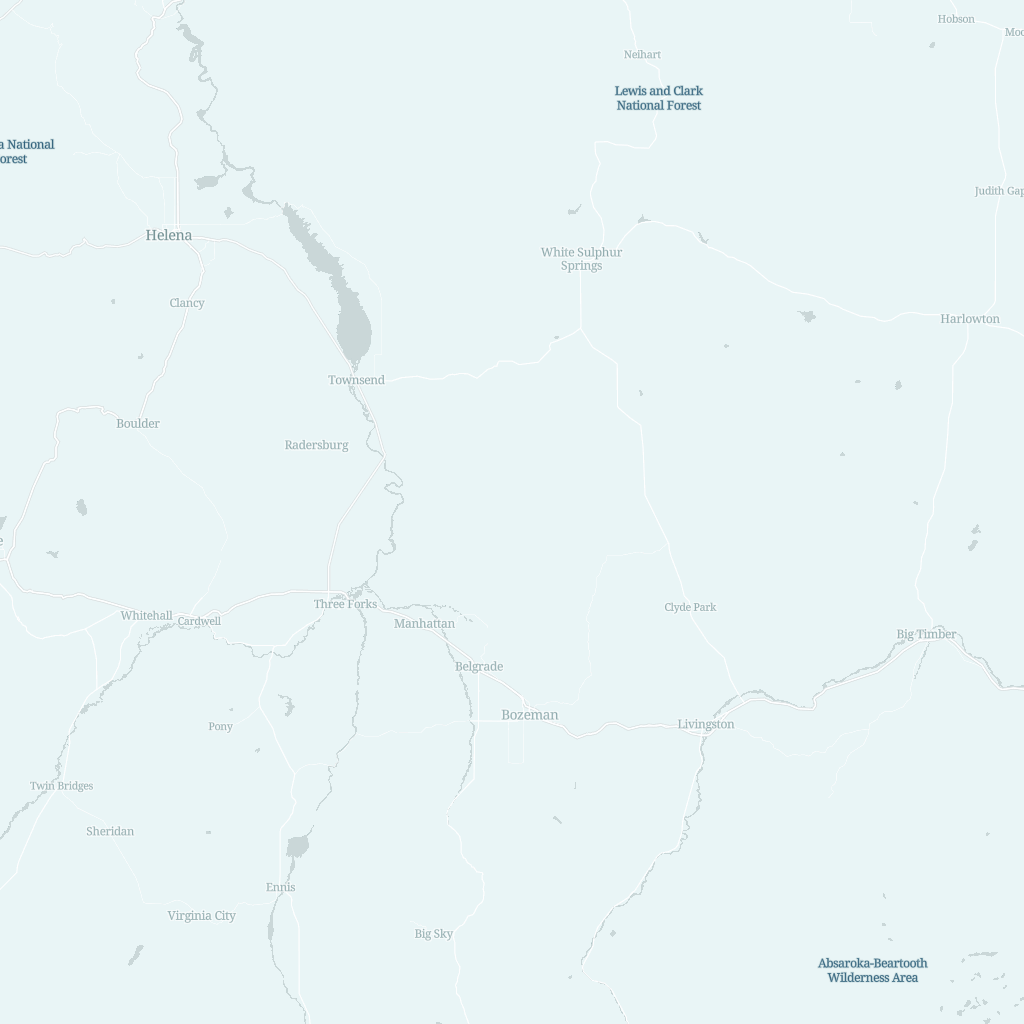 Hobson
Neihart
Lewis and Clark
National Forest
National
Judith Gap
Helena
White Sulphur
Springs
Clancy
Harlowton
Townsend
Boulder
Radersburg
Three Forks
Clyde Park
Whitehall
Cardwell
Manhattan
Big Timber
Belgrade
Bozeman
Livingston
Pony
Twin Bridges
Sheridan
Ennis
Virginia City
Big Sky
Absaroka-Beartooth
Wilderness Area